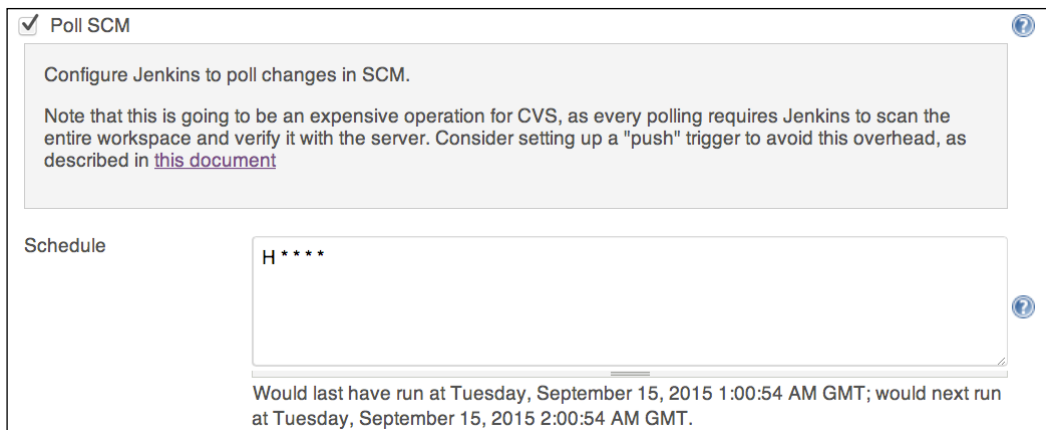 Poll SCM
Configure Jenkins to poll changes in SCM.
Note that this is going to be an expensive operation for CVS, as every polling requires Jenkins to scan the
entire workspace and verify it with the server. Consider setting up a "push" trigger to avoid this overhead, as
described in this document
Schedule
H * * * *
Would last have run at Tuesday, September 15, 2015 1:00:54 AM GMT; would next run
at Tuesday, September 15, 2015 2:00:54 AM GMT.